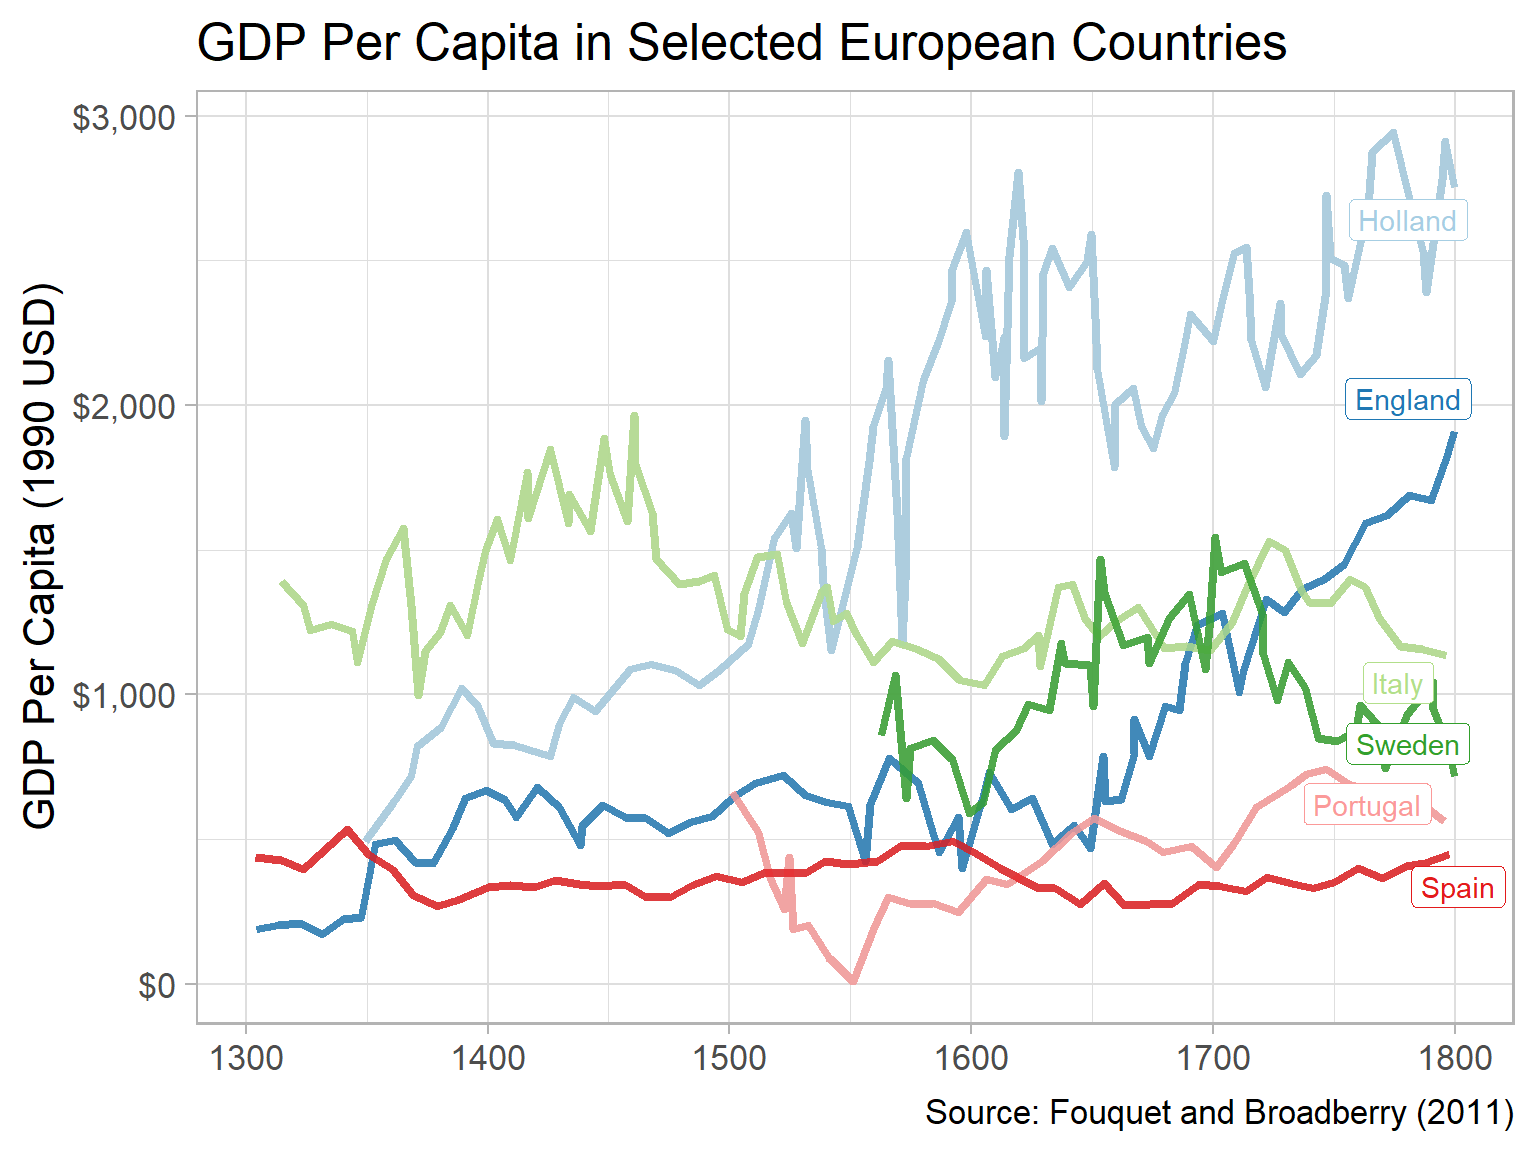 GDP Per Capita in Selected European Countries
GDP Per Capita (1990 USD)
$3,000
$2,000
$1,000
$0
Holland
England
Italy
Sweden
Portugal
Spain
1300 1400 1500 1600 1700 1800
Source: Fouquet and Broadberry (2011)